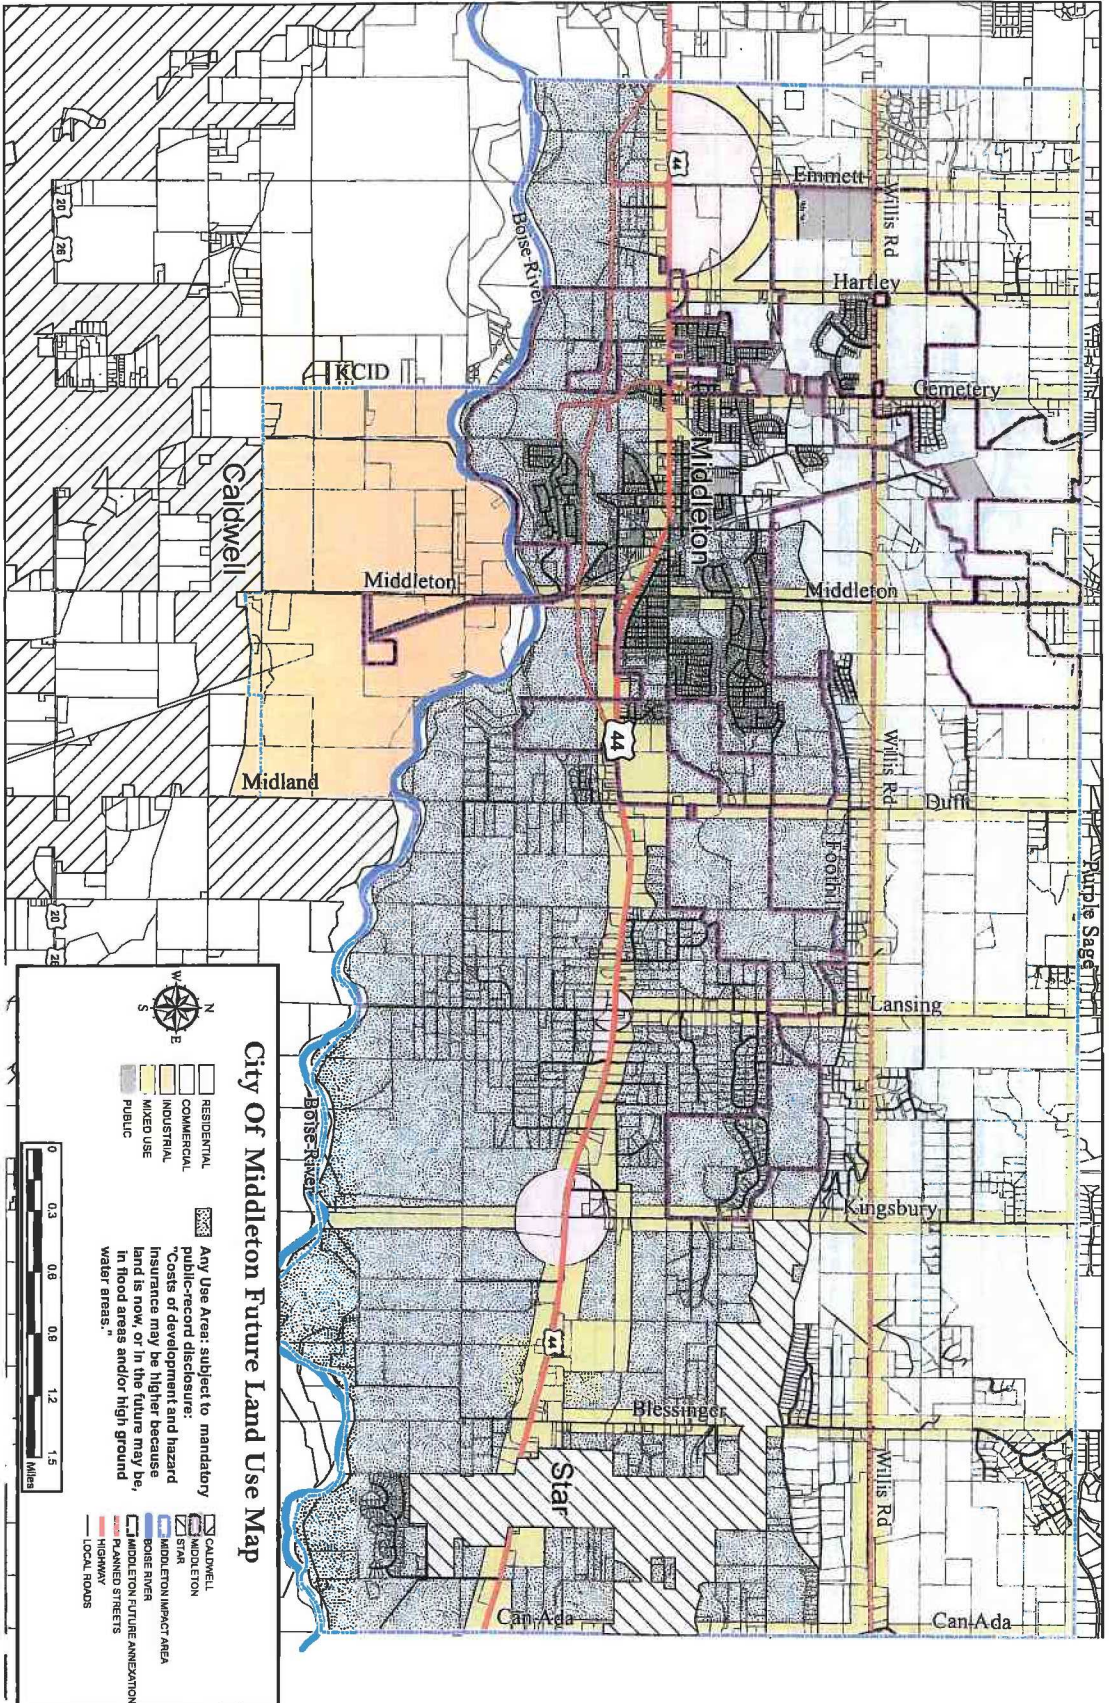 44
Emmett
Willis Rd
Boise River
20
26
Hartley
KCID
Cemetery
Middleton
Caldwell
Middleton
Middleton
44
Midland
Willis Rd
Duff
Foothill
Purple Sage
20
26
Lansing
Boise-River
Kingsbury
44
Blessinger
Star
Willis Rd
Can-Ada
Can-Ada
City Of Middleton Future Land Use Map
N
W
E
S
RESIDENTIAL
COMMERCIAL
INDUSTRIAL
MIXED USE
PUBLIC
Any Use Area: subject to mandatory
public-record disclosure:
"Costs of development and hazard
insurance may be higher because
land is now, or in the future may be,
in flood areas and/or high ground
water areas."
CALDWELL
MIDDLETON
STAR
MIDDLETON IMPACT AREA
BOISE RIVER
MIDDLETON FUTURE ANNEXATION
PLANNED STREETS
HIGHWAY
LOCAL ROADS
0 0.3 0.6 0.9 1.2 1.5
Miles